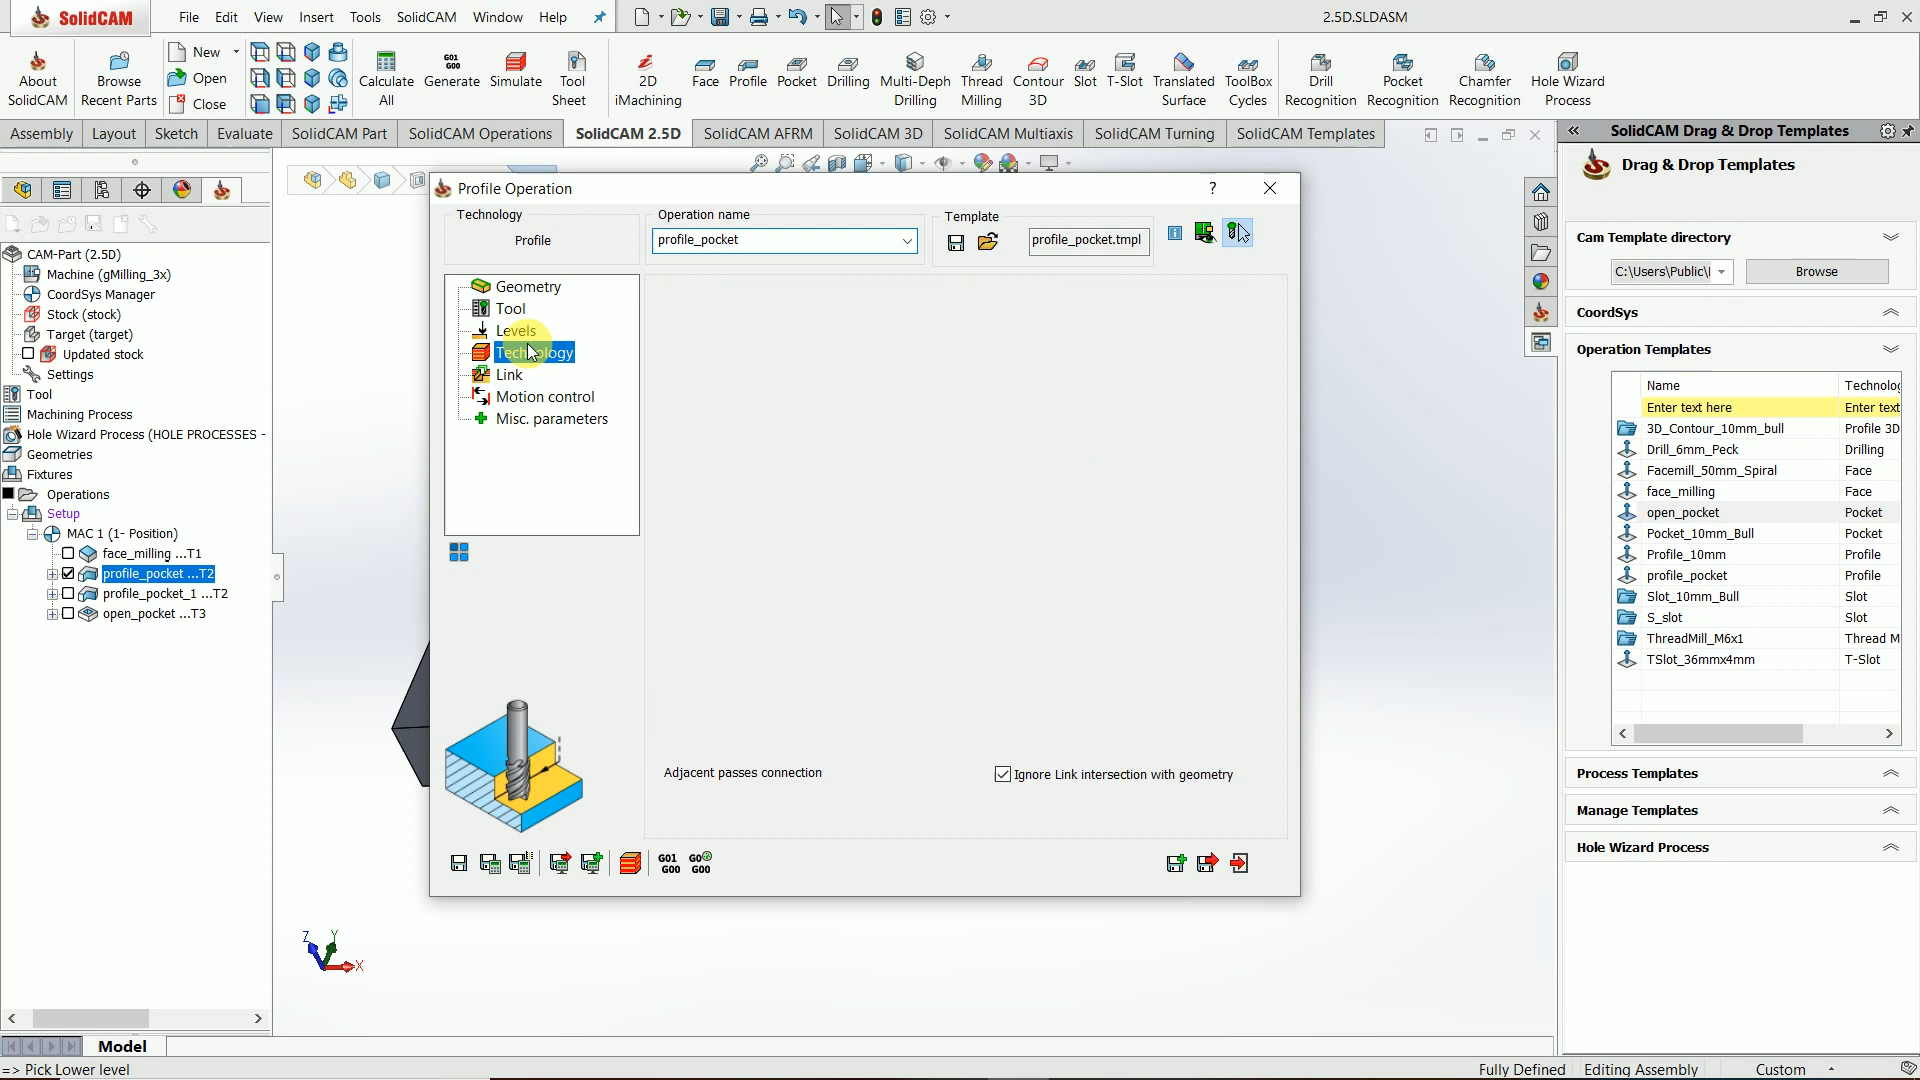 SolidCAM
File Edit View Insert Tools SolidCAM Window Help
2.5D.SLDASM
About SolidCAM
Browse Recent Parts
New
Open
Close
Calculate All
G01 G00 Generate
Simulate
Tool Sheet
2D iMachining
Face
Profile
Pocket
Drilling
Multi-Deph Drilling
Thread Milling
Contour 3D
Slot
T-Slot
Translated Surface
ToolBox Cycles
Drill Recognition
Pocket Recognition
Chamfer Recognition
Hole Wizard Process
Assembly Layout Sketch Evaluate SolidCAM Part SolidCAM Operations SolidCAM 2.5D SolidCAM AFRM SolidCAM 3D SolidCAM Multiaxis SolidCAM Turning SolidCAM Templates
CAM-Part (2.5D)
Machine (gMilling_3x)
CoordSys Manager
Stock (stock)
Target (target)
Updated stock
Settings
Tool
Machining Process
Hole Wizard Process (HOLE PROCESSES -
Geometries
Fixtures
Operations
Setup
MAC 1 (1- Position)
face_milling ...T1
profile_pocket ...T2
profile_pocket_1 ...T2
open_pocket ...T3
Profile Operation
?
Technology
Profile
Operation name
profile_pocket
Template
profile_pocket.tmpl
Geometry
Tool
Levels
Technology
Link
Motion control
Misc. parameters
Adjacent passes connection
Ignore Link intersection with geometry
G01 G00
G0 G00
Z Y X
SolidCAM Drag & Drop Templates
Drag & Drop Templates
Cam Template directory
C:\Users\Public\
Browse
CoordSys
Operation Templates
Name Technolog
Enter text here Enter text
3D_Contour_10mm_bull Profile 3D
Drill_6mm_Peck Drilling
Facemill_50mm_Spiral Face
face_milling Face
open_pocket Pocket
Pocket_10mm_Bull Pocket
Profile_10mm Profile
profile_pocket Profile
Slot_10mm_Bull Slot
S_slot Slot
ThreadMill_M6x1 Thread M
TSlot_36mmx4mm T-Slot
Process Templates
Manage Templates
Hole Wizard Process
Model
=> Pick Lower level
Fully Defined Editing Assembly Custom